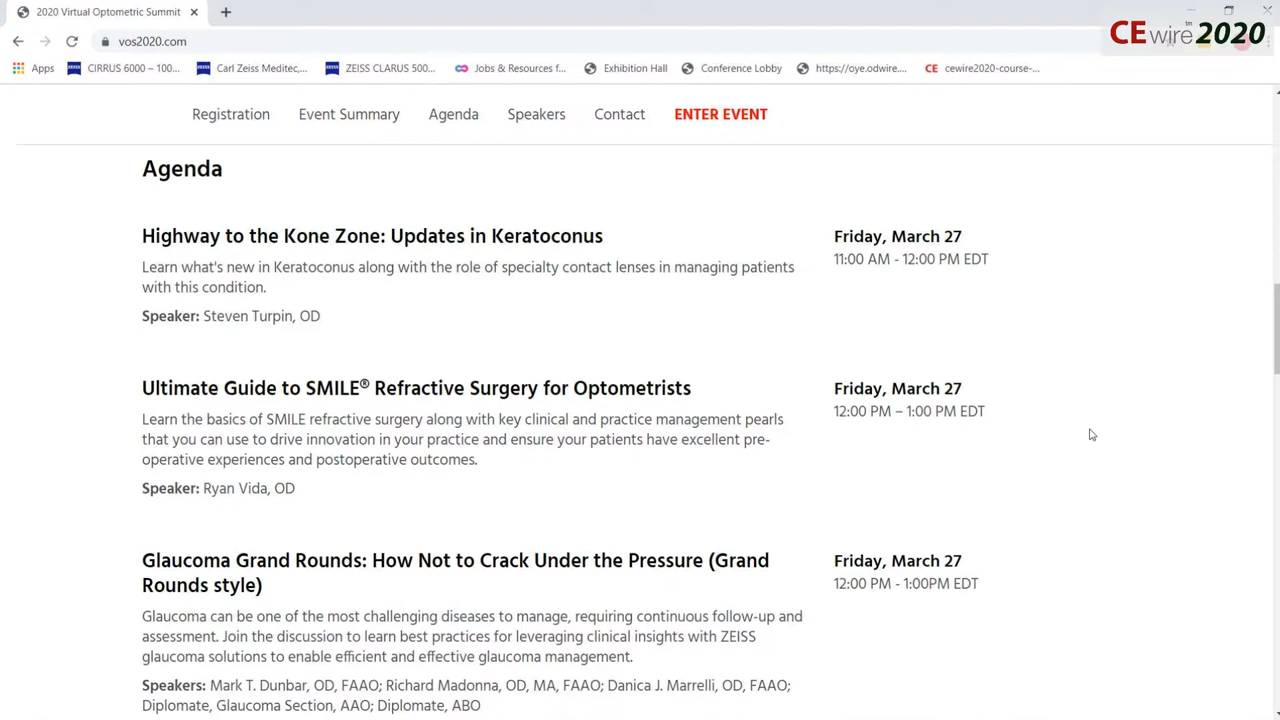 2020 Virtual Optometric Summit
CEwire™2020
vos2020.com
Apps CIRRUS 6000 – 100... Carl Zeiss Meditec,... ZEISS CLARUS 500... Jobs & Resources f... Exhibition Hall Conference Lobby https://oye.odwire.... CE cewire2020-course-...
Registration Event Summary Agenda Speakers Contact ENTER EVENT
Agenda
Highway to the Kone Zone: Updates in Keratoconus
Friday, March 27
11:00 AM - 12:00 PM EDT
Learn what's new in Keratoconus along with the role of specialty contact lenses in managing patients
with this condition.
Speaker: Steven Turpin, OD
Ultimate Guide to SMILE® Refractive Surgery for Optometrists
Friday, March 27
12:00 PM – 1:00 PM EDT
Learn the basics of SMILE refractive surgery along with key clinical and practice management pearls
that you can use to drive innovation in your practice and ensure your patients have excellent pre-
operative experiences and postoperative outcomes.
Speaker: Ryan Vida, OD
Glaucoma Grand Rounds: How Not to Crack Under the Pressure (Grand
Rounds style)
Friday, March 27
12:00 PM - 1:00PM EDT
Glaucoma can be one of the most challenging diseases to manage, requiring continuous follow-up and
assessment. Join the discussion to learn best practices for leveraging clinical insights with ZEISS
glaucoma solutions to enable efficient and effective glaucoma management.
Speakers: Mark T. Dunbar, OD, FAAO; Richard Madonna, OD, MA, FAAO; Danica J. Marrelli, OD, FAAO;
Diplomate, Glaucoma Section, AAO; Diplomate, ABO